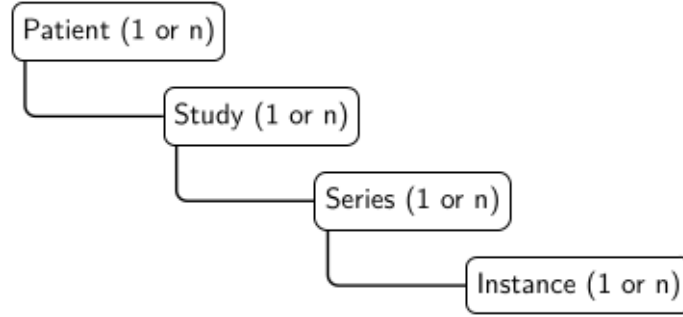 Patient (1 or n)
Study (1 or n)
Series (1 or n)
Instance (1 or n)